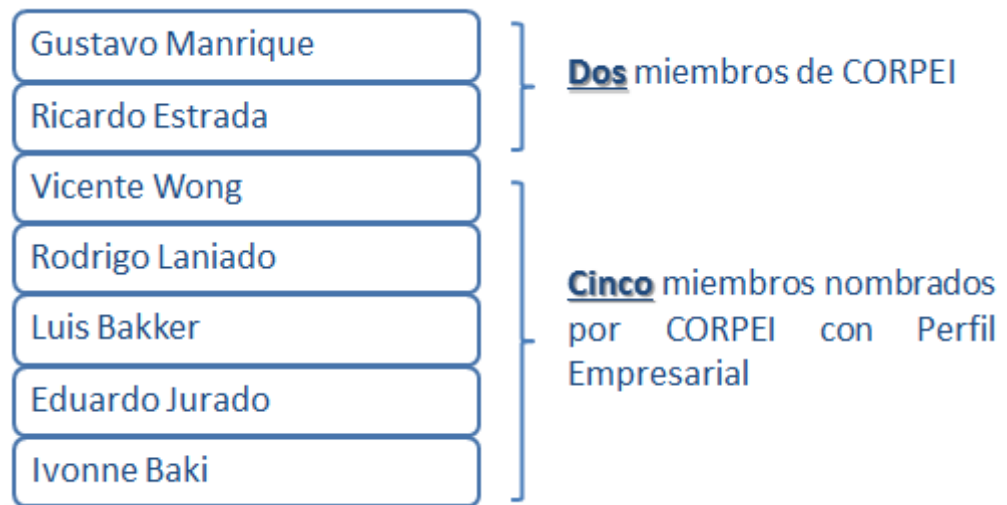 Gustavo Manrique
Ricardo Estrada
Vicente Wong
Rodrigo Laniado
Luis Bakker
Eduardo Jurado
Ivonne Baki
Dos miembros de CORPEI
Cinco miembros nombrados
por CORPEI con Perfil
Empresarial